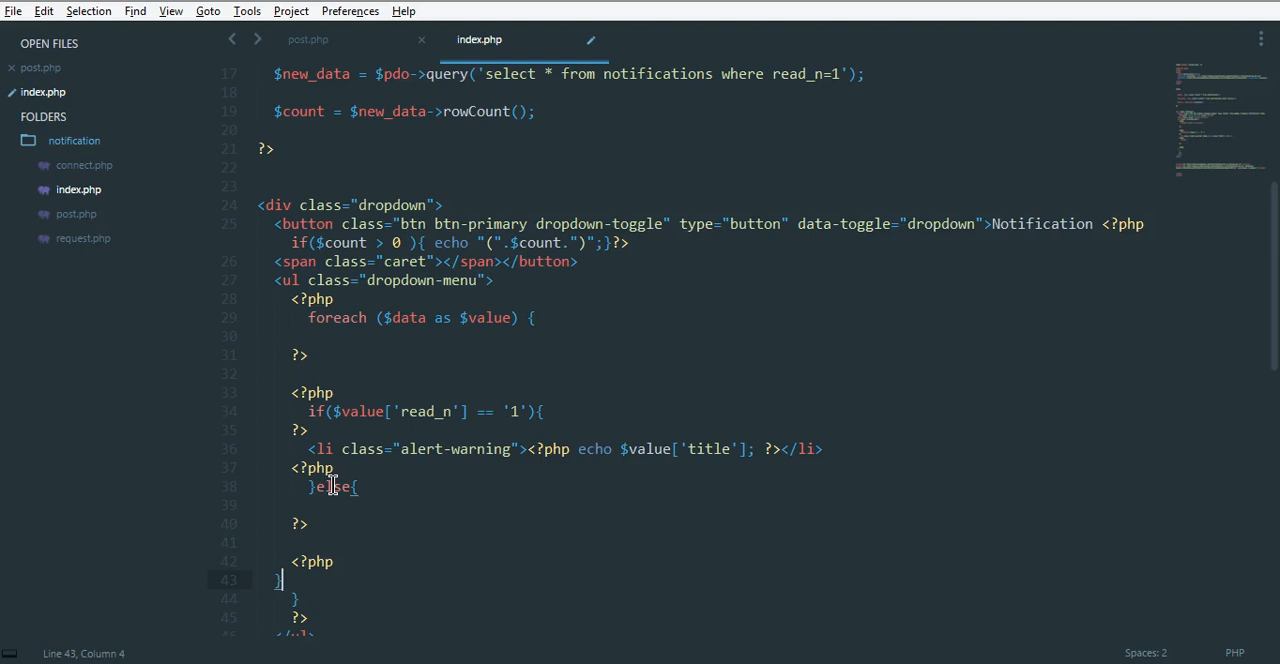 File Edit Selection Find View Goto Tools Project Preferences Help
OPEN FILES
post.php
index.php
FOLDERS
notification
connect.php
index.php
post.php
request.php
post.php index.php
17 $new_data = $pdo->query('select * from notifications where read_n=1');
18
19 $count = $new_data->rowCount();
20
21 ?>
22
23
24 <div class="dropdown">
25 <button class="btn btn-primary dropdown-toggle" type="button" data-toggle="dropdown">Notification <?php
if($count > 0 ){ echo "(".$count.")";}?>
26 <span class="caret"></span></button>
27 <ul class="dropdown-menu">
28 <?php
29 foreach ($data as $value) {
30
31 ?>
32
33 <?php
34 if($value['read_n'] == '1'){
35 ?>
36 <li class="alert-warning"><?php echo $value['title']; ?></li>
37 <?php
38 }else{
39
40 ?>
41
42 <?php
43 }
44 }
45 ?>
46 </ul>
Line 43, Column 4 Spaces: 2 PHP